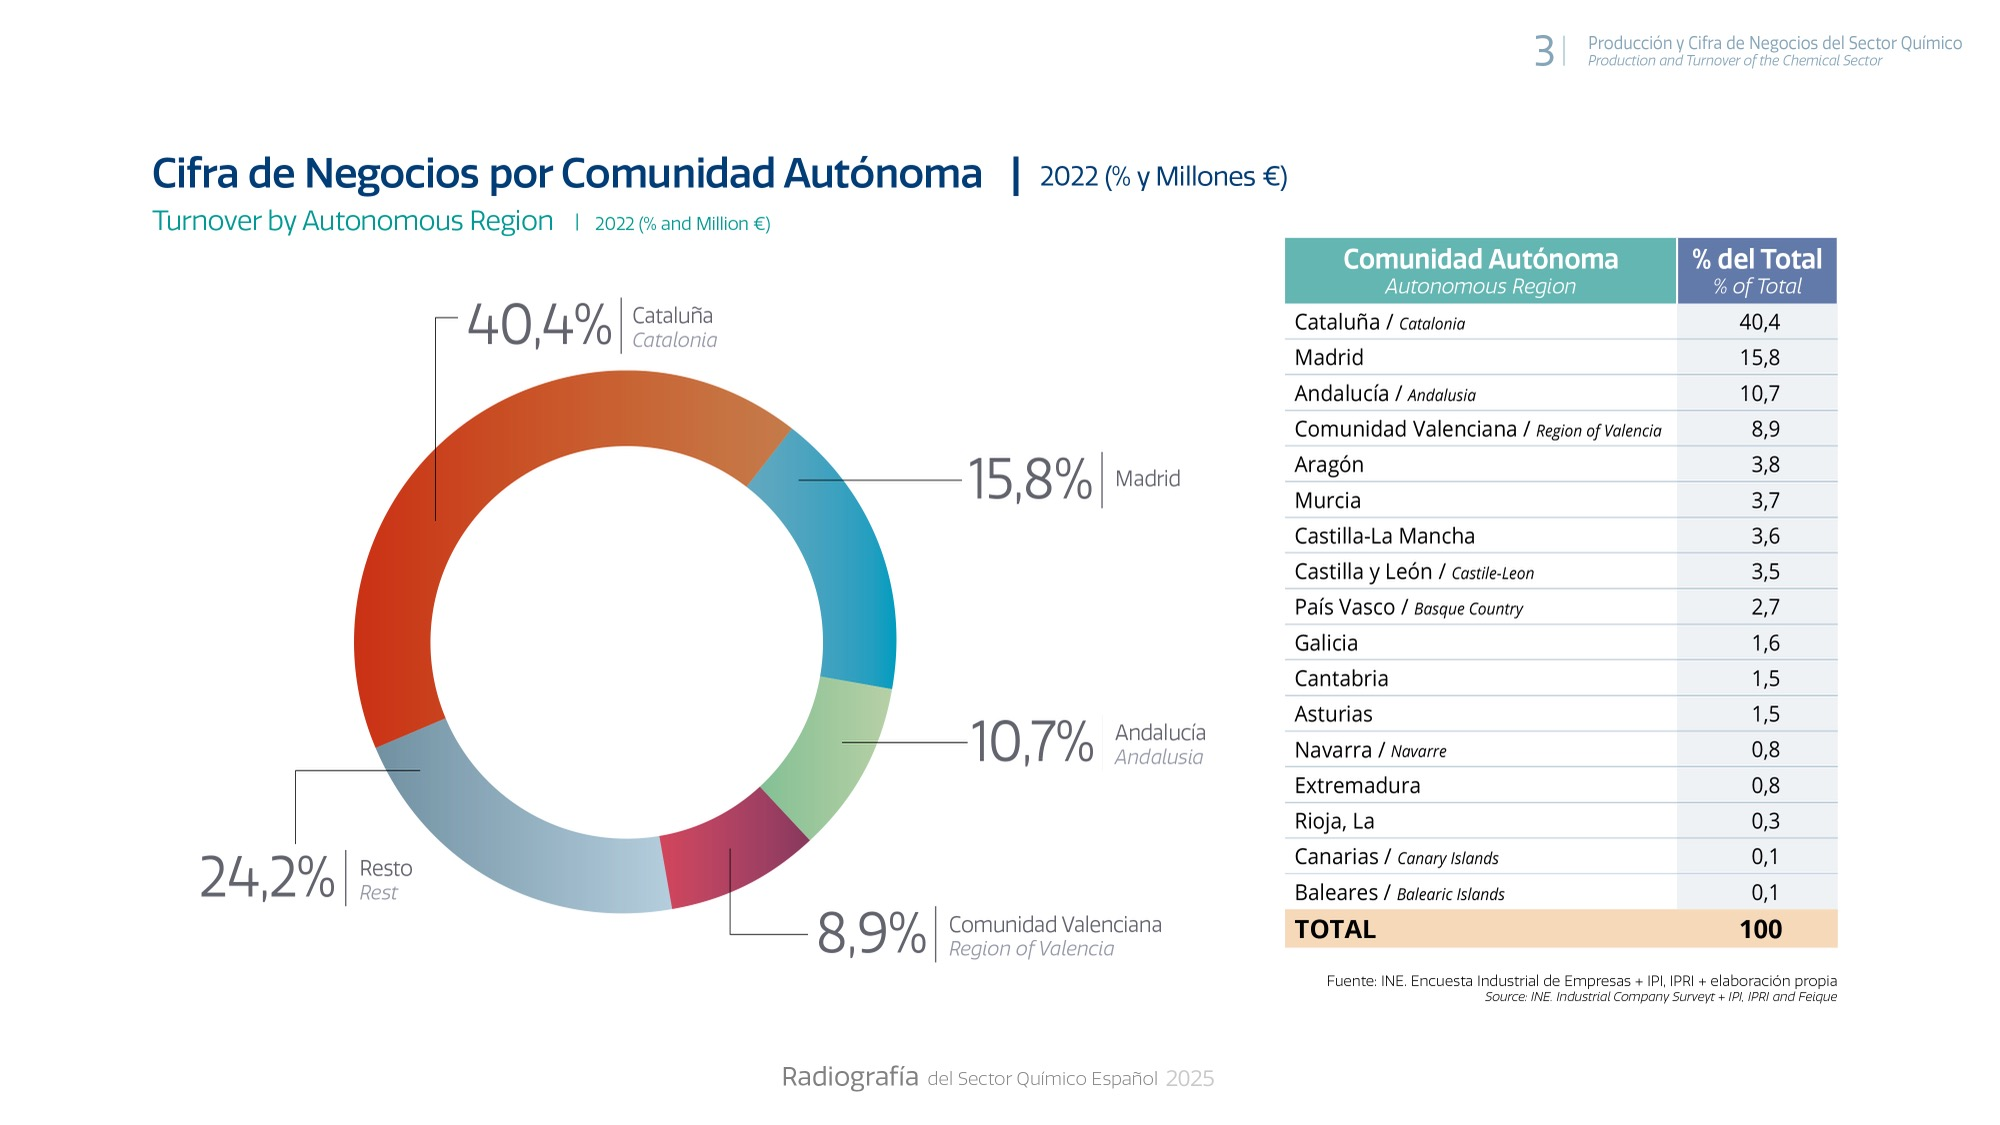 3 | Producción y Cifra de Negocios del Sector Químico
Production and Turnover of the Chemical Sector
Cifra de Negocios por Comunidad Autónoma | 2022 (% y Millones €)
Turnover by Autonomous Region | 2022 (% and Million €)
40,4% | Cataluña
Catalonia
15,8% | Madrid
10,7% Andalucía
Andalusia
24,2% | Resto
Rest
8,9% | Comunidad Valenciana
Region of Valencia
Comunidad Autónoma % del Total
Autonomous Region % of Total
Cataluña / Catalonia 40,4
Madrid 15,8
Andalucía / Andalusia 10,7
Comunidad Valenciana / Region of Valencia 8,9
Aragón 3,8
Murcia 3,7
Castilla-La Mancha 3,6
Castilla y León / Castile-Leon 3,5
País Vasco / Basque Country 2,7
Galicia 1,6
Cantabria 1,5
Asturias 1,5
Navarra / Navarre 0,8
Extremadura 0,8
Rioja, La 0,3
Canarias / Canary Islands 0,1
Baleares / Balearic Islands 0,1
TOTAL 100
Fuente: INE. Encuesta Industrial de Empresas + IPI, IPRI + elaboración propia
Source: INE. Industrial Company Surveyt + IPI, IPRI and Feique
Radiografía del Sector Químico Español 2025